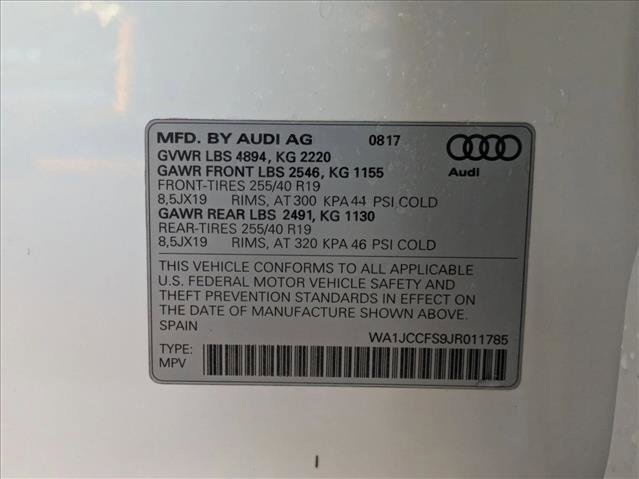 MFD. BY AUDI AG 0817
GVWR LBS 4894, KG 2220
GAWR FRONT LBS 2546, KG 1155
FRONT-TIRES 255/40 R19
8,5JX19 RIMS, AT 300 KPA 44 PSI COLD
GAWR REAR LBS 2491, KG 1130
REAR-TIRES 255/40 R19
8,5JX19 RIMS, AT 320 KPA 46 PSI COLD
Audi
THIS VEHICLE CONFORMS TO ALL APPLICABLE
U.S. FEDERAL MOTOR VEHICLE SAFETY AND
THEFT PREVENTION STANDARDS IN EFFECT ON
THE DATE OF MANUFACTURE SHOWN ABOVE.
SPAIN
WA1JCCFS9JR011785
TYPE:
MPV